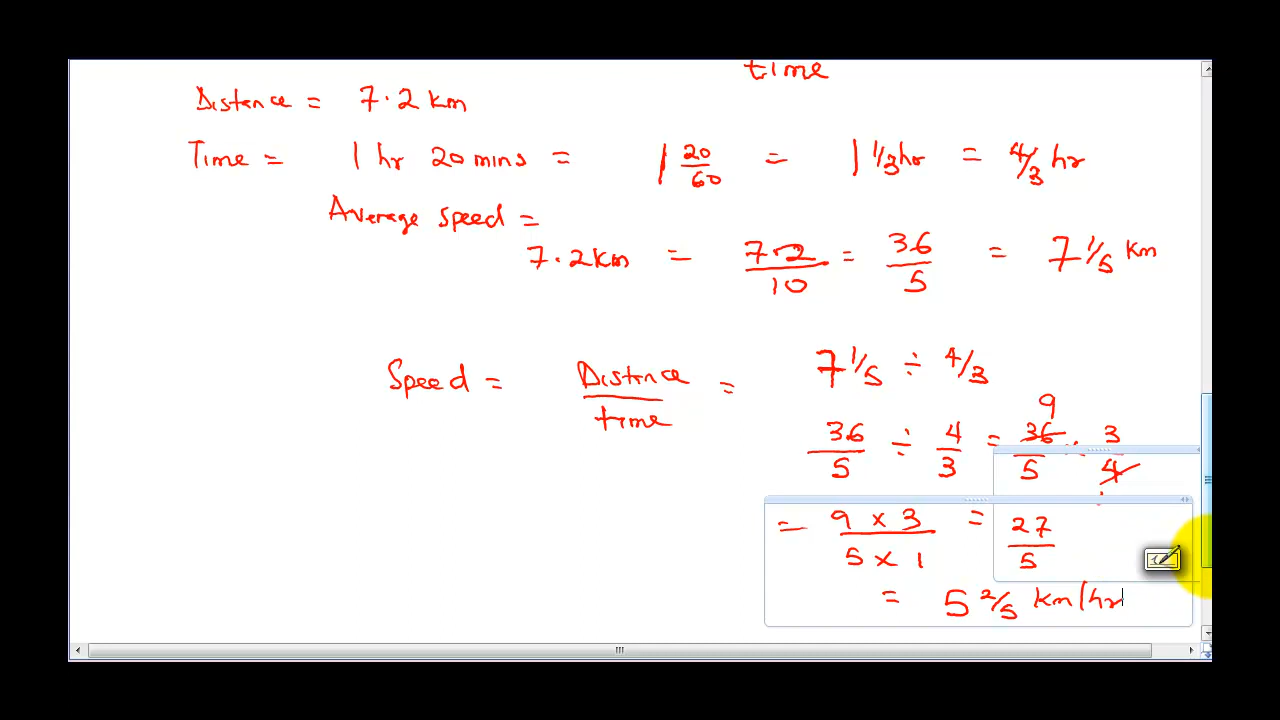 time
Distance = 7.2 km
Time = 1 hr 20 mins = 1 20/60 = 1 1/3 hr = 4/3 hr
Average speed =
7.2 km = 7.2/10 = 36/5 = 7 1/5 km
Speed = Distance/time = 7 1/5 ÷ 4/3
9
36/5 ÷ 4/3 = 36/5 × 3/4
1
= 9 × 3/5 × 1 = 27/5
= 5 2/5 km/hr